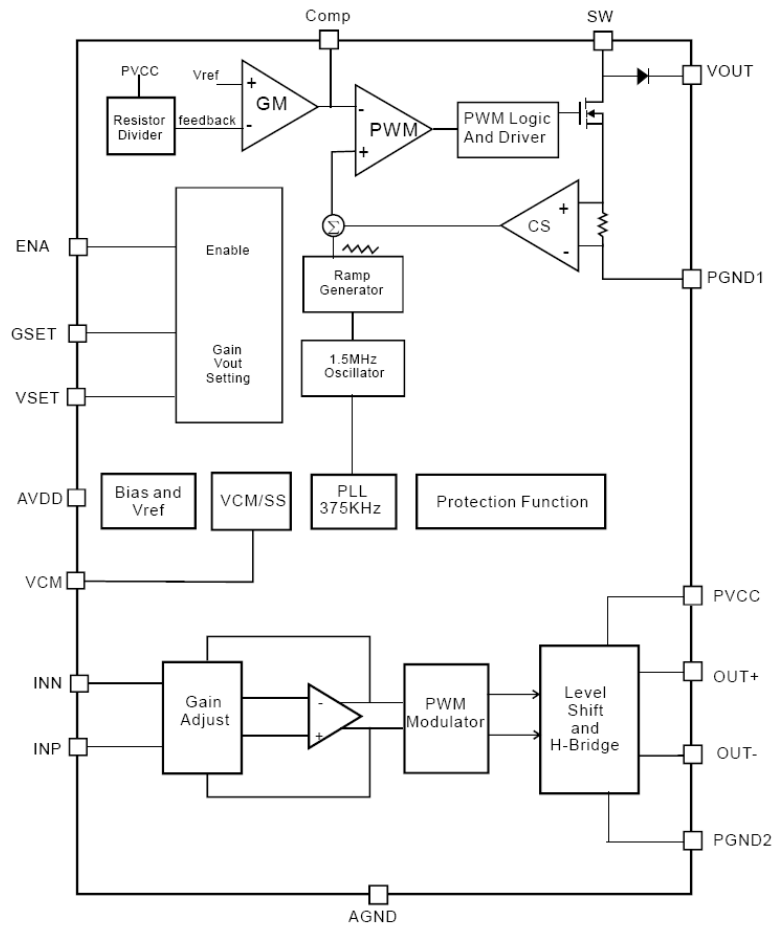 Comp
SW
VOUT
PVCC
Resistor
Divider
feedback
Vref
+
-
GM
-
+
PWM
PWM Logic
And Driver
CS
+
-
PGND1
Σ
Ramp
Generator
1.5MHz
Oscillator
ENA
Enable
GSET
Gain
Vout
Setting
VSET
AVDD
Bias and
Vref
VCM/SS
PLL
375KHz
Protection Function
VCM
PVCC
INN
INP
Gain
Adjust
-
+
PWM
Modulator
Level
Shift
and
H-Bridge
OUT+
OUT-
PGND2
AGND